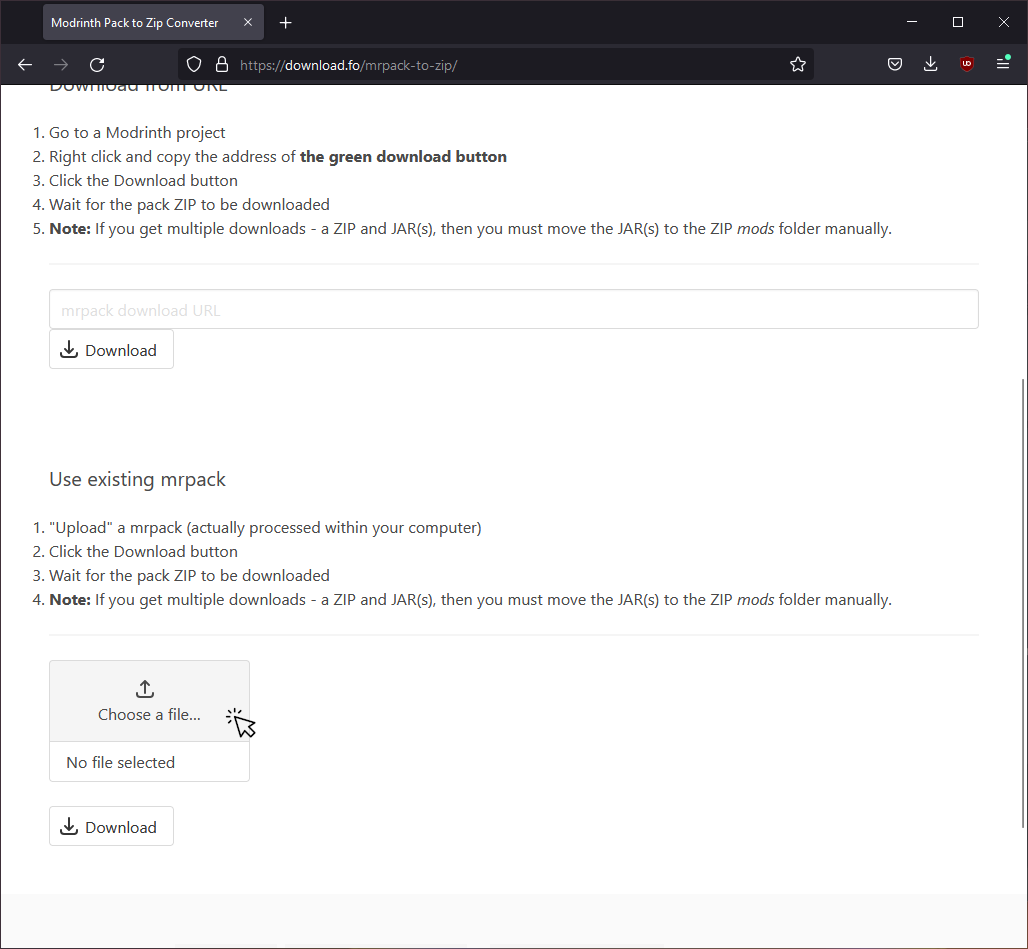 Modrinth Pack to Zip Converter
https://download.fo/mrpack-to-zip/
Download from URL
1. Go to a Modrinth project
2. Right click and copy the address of the green download button
3. Click the Download button
4. Wait for the pack ZIP to be downloaded
5. Note: If you get multiple downloads - a ZIP and JAR(s), then you must move the JAR(s) to the ZIP mods folder manually.
mrpack download URL
Download
Use existing mrpack
1. "Upload" a mrpack (actually processed within your computer)
2. Click the Download button
3. Wait for the pack ZIP to be downloaded
4. Note: If you get multiple downloads - a ZIP and JAR(s), then you must move the JAR(s) to the ZIP mods folder manually.
Choose a file...
No file selected
Download